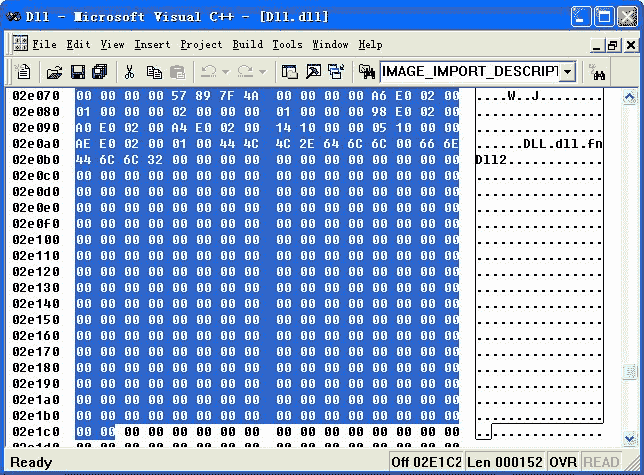 Dll - Microsoft Visual C++ - [Dll.dll]
File Edit View Insert Project Build Tools Window Help
IMAGE_IMPORT_DESCRIPT
02e070 00 00 00 00 57 89 7F 4A 00 00 00 00 A6 E0 02 00 ....W..J........
02e080 01 00 00 00 02 00 00 00 01 00 00 00 98 E0 02 00 ................
02e090 A0 E0 02 00 A4 E0 02 00 14 10 00 00 05 10 00 00 ................
02e0a0 AE E0 02 00 01 00 44 4C 4C 2E 64 6C 6C 00 66 6E ......DLL.dll.fn
02e0b0 44 6C 6C 32 00 00 00 00 00 00 00 00 00 00 00 00 Dll2............
02e0c0 00 00 00 00 00 00 00 00 00 00 00 00 00 00 00 00 ................
02e0d0 00 00 00 00 00 00 00 00 00 00 00 00 00 00 00 00 ................
02e0e0 00 00 00 00 00 00 00 00 00 00 00 00 00 00 00 00 ................
02e0f0 00 00 00 00 00 00 00 00 00 00 00 00 00 00 00 00 ................
02e100 00 00 00 00 00 00 00 00 00 00 00 00 00 00 00 00 ................
02e110 00 00 00 00 00 00 00 00 00 00 00 00 00 00 00 00 ................
02e120 00 00 00 00 00 00 00 00 00 00 00 00 00 00 00 00 ................
02e130 00 00 00 00 00 00 00 00 00 00 00 00 00 00 00 00 ................
02e140 00 00 00 00 00 00 00 00 00 00 00 00 00 00 00 00 ................
02e150 00 00 00 00 00 00 00 00 00 00 00 00 00 00 00 00 ................
02e160 00 00 00 00 00 00 00 00 00 00 00 00 00 00 00 00 ................
02e170 00 00 00 00 00 00 00 00 00 00 00 00 00 00 00 00 ................
02e180 00 00 00 00 00 00 00 00 00 00 00 00 00 00 00 00 ................
02e190 00 00 00 00 00 00 00 00 00 00 00 00 00 00 00 00 ................
02e1a0 00 00 00 00 00 00 00 00 00 00 00 00 00 00 00 00 ................
02e1b0 00 00 00 00 00 00 00 00 00 00 00 00 00 00 00 00 ................
02e1c0 00 00 00 00 00 00 00 00 00 00 00 00 00 00 00 00 ................
Ready Off 02E1C2 Len 000152 OVR READ